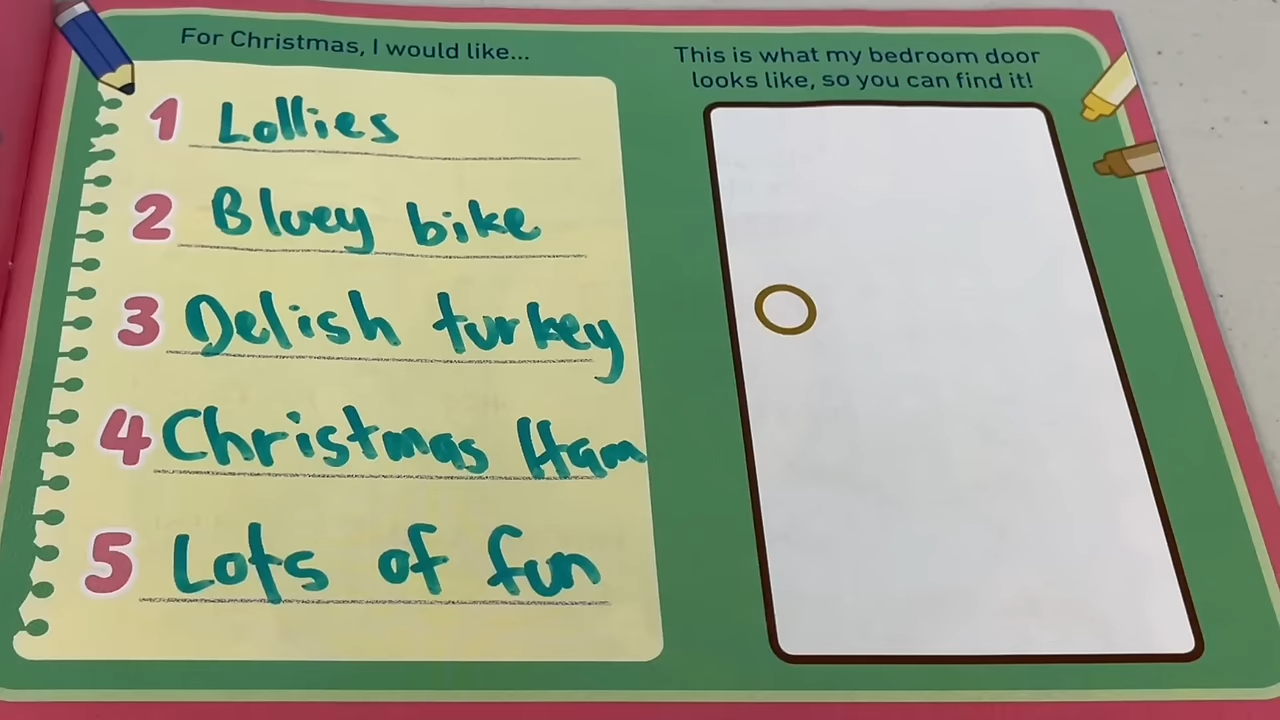 For Christmas, I would like...
1 Lollies
2 Bluey bike
3 Delish turkey
4 Christmas Ham
5 Lots of fun
This is what my bedroom door
looks like, so you can find it!